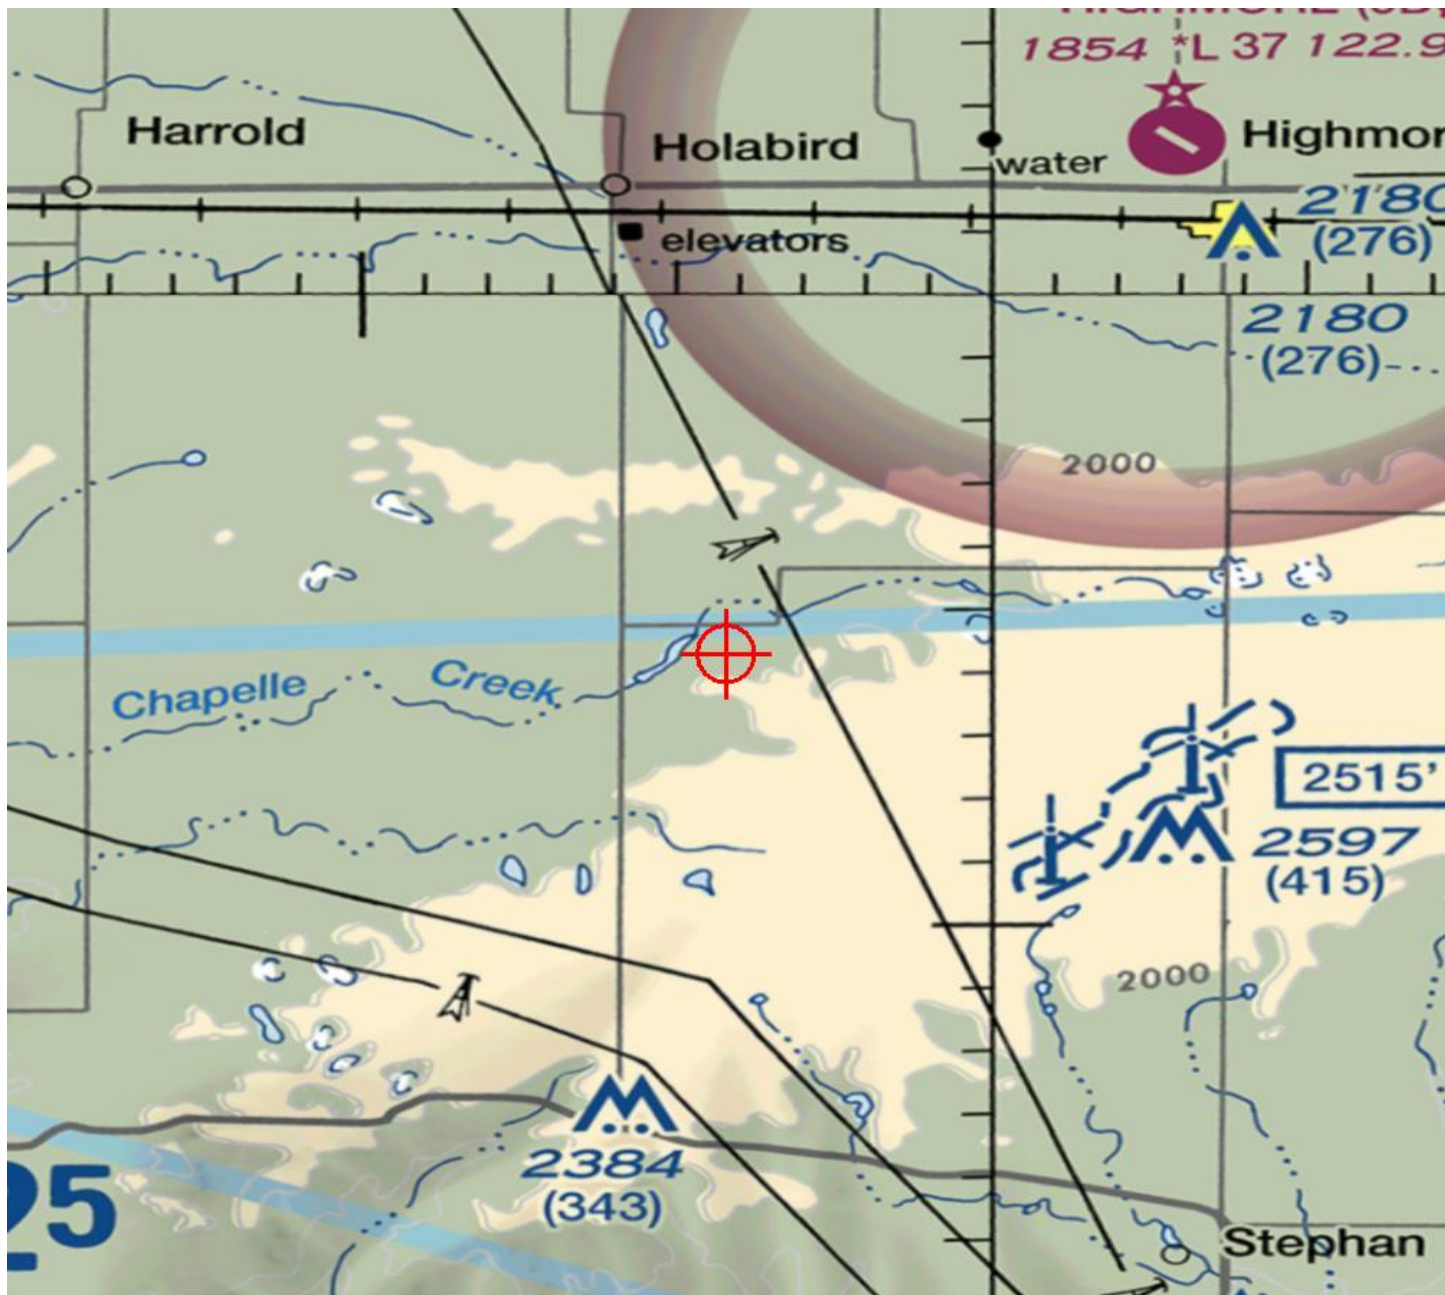 1854 *L 37 122.9
Harrold
Holabird
Highmor
water
2180
(276)
elevators
2180
(276)
2000
Chapelle Creek
2515'
2597
(415)
2000
25
2384
(343)
Stephan